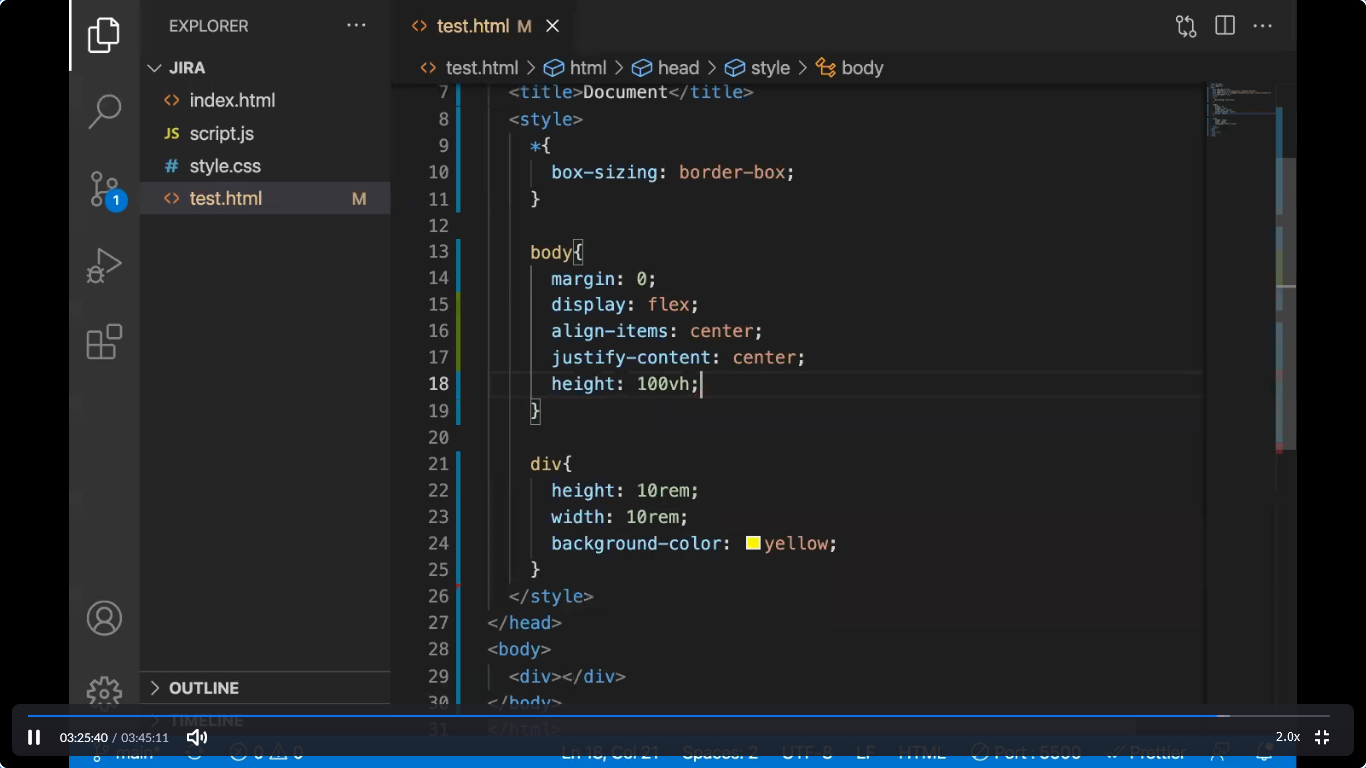 EXPLORER
JIRA
index.html
JS script.js
# style.css
test.html M
OUTLINE
TIMELINE
test.html M
test.html > html > head > style > body
7 <title>Document</title>
8 <style>
9 *{
10 box-sizing: border-box;
11 }
12
13 body{
14 margin: 0;
15 display: flex;
16 align-items: center;
17 justify-content: center;
18 height: 100vh;
19 }
20
21 div{
22 height: 10rem;
23 width: 10rem;
24 background-color: yellow;
25 }
26 </style>
27 </head>
28 <body>
29 <div></div>
30 </body>
31 </html>
1
03:25:40 / 03:45:11 2.0x
main* 0 0 Ln 18, Col 21 Spaces: 2 UTF-8 LF HTML Port : 5500 Prettier